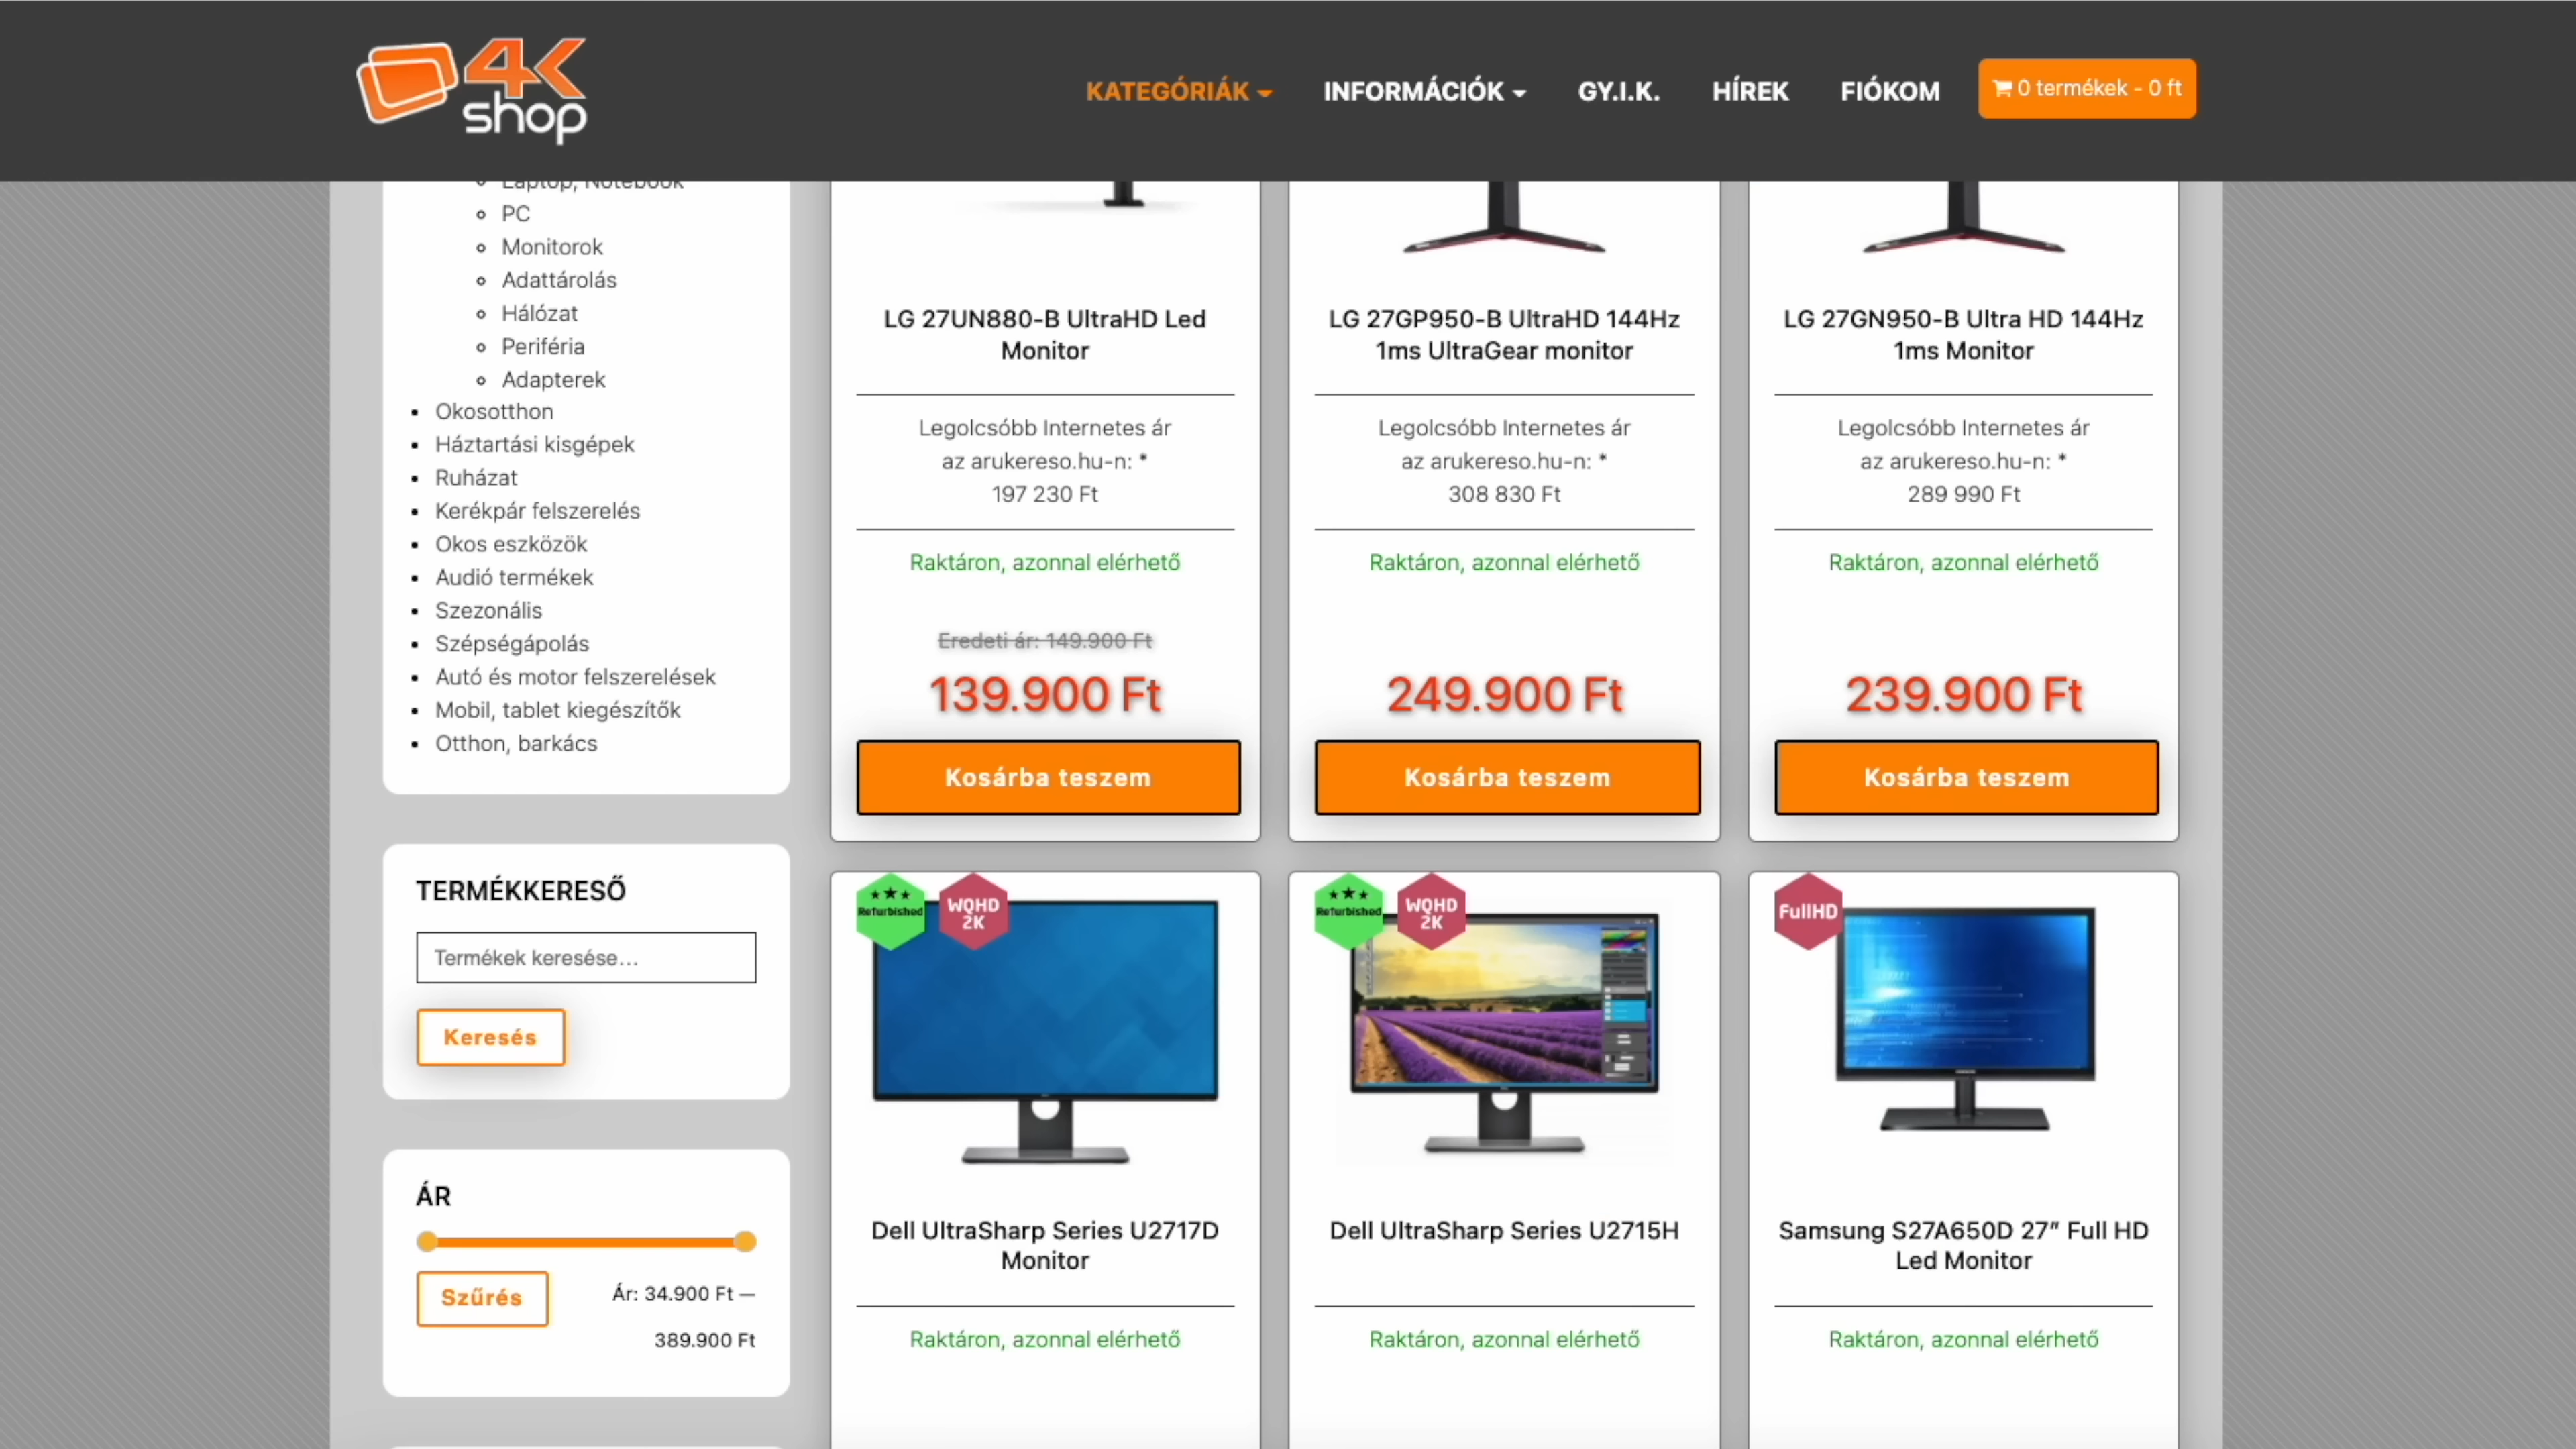 4K
shop
KATEGÓRIÁK
INFORMÁCIÓK
GY.I.K.
HÍREK
FIÓKOM
0 termékek - 0 ft
Laptop, Notebook
PC
Monitorok
Adattárolás
Hálózat
Periféria
Adapterek
Okosotthon
Háztartási kisgépek
Ruházat
Kerékpár felszerelés
Okos eszközök
Audió termékek
Szezonális
Szépségápolás
Autó és motor felszerelések
Mobil, tablet kiegészítők
Otthon, barkács
TERMÉKKERESŐ
Termékek keresése…
Keresés
ÁR
Szűrés
Ár: 34.900 Ft —
389.900 Ft
LG 27UN880-B UltraHD Led
Monitor
Legolcsóbb Internetes ár
az arukereso.hu-n: *
197 230 Ft
Raktáron, azonnal elérhető
Eredeti ár: 149.900 Ft
139.900 Ft
Kosárba teszem
LG 27GP950-B UltraHD 144Hz
1ms UltraGear monitor
Legolcsóbb Internetes ár
az arukereso.hu-n: *
308 830 Ft
Raktáron, azonnal elérhető
249.900 Ft
Kosárba teszem
LG 27GN950-B Ultra HD 144Hz
1ms Monitor
Legolcsóbb Internetes ár
az arukereso.hu-n: *
289 990 Ft
Raktáron, azonnal elérhető
239.900 Ft
Kosárba teszem
Refurbished
WQHD
2K
Dell UltraSharp Series U2717D
Monitor
Raktáron, azonnal elérhető
Refurbished
WQHD
2K
Dell UltraSharp Series U2715H
Raktáron, azonnal elérhető
FullHD
Samsung S27A650D 27″ Full HD
Led Monitor
Raktáron, azonnal elérhető